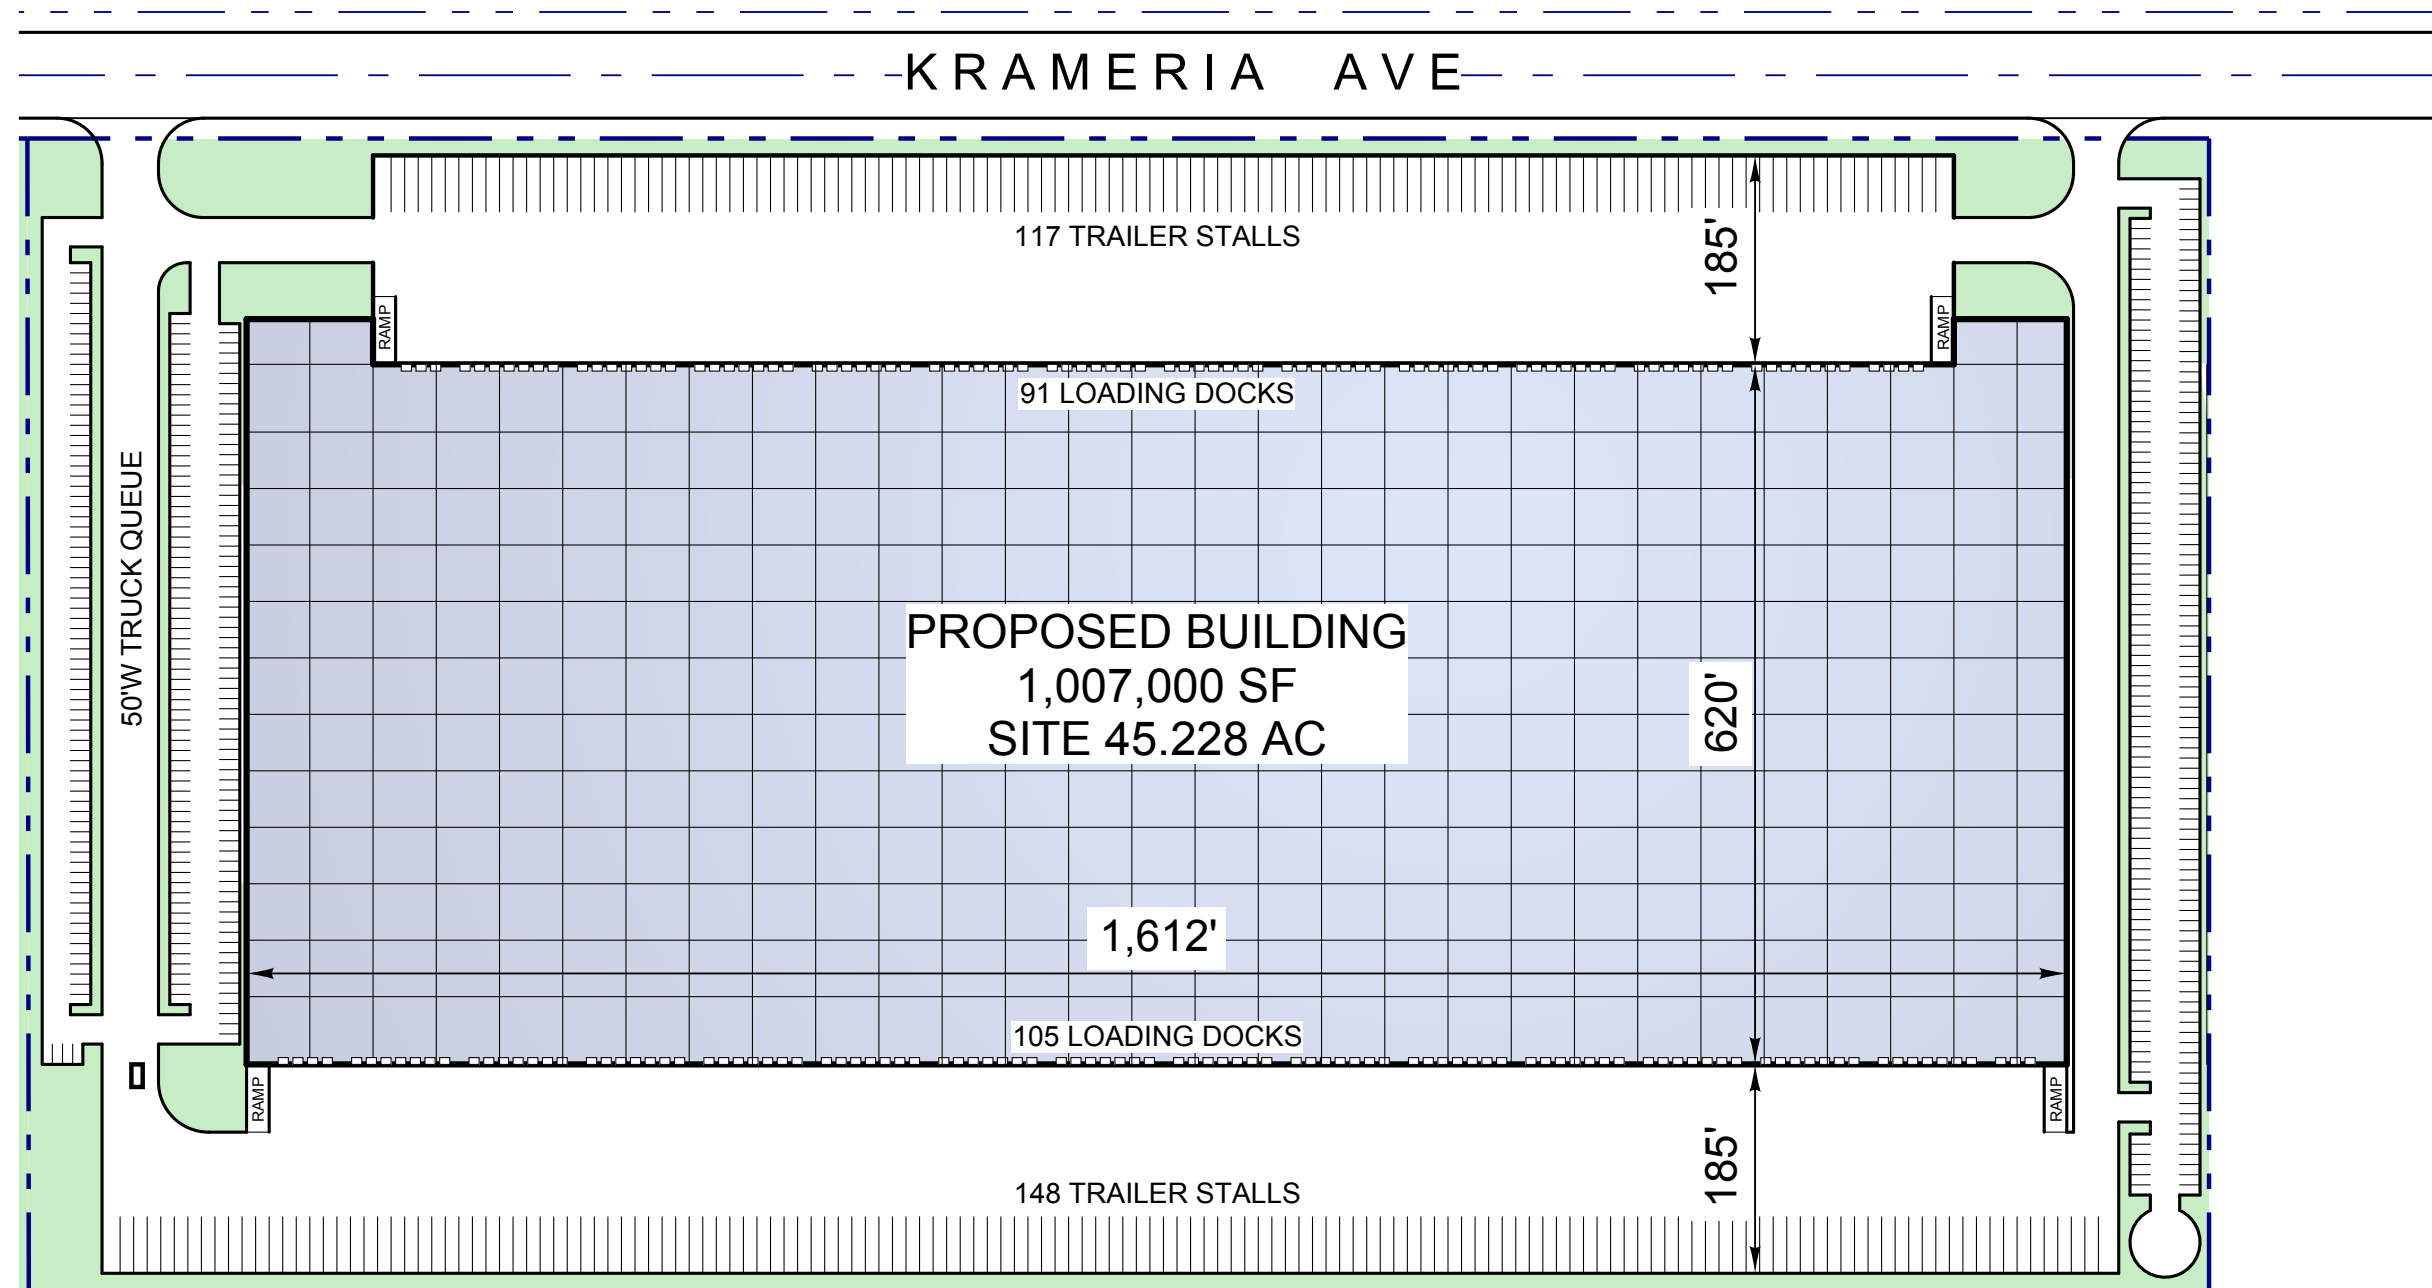 KRAMERIA AVE
117 TRAILER STALLS
185'
RAMP
RAMP
91 LOADING DOCKS
50'W TRUCK QUEUE
PROPOSED BUILDING
1,007,000 SF
SITE 45.228 AC
620'
1,612'
105 LOADING DOCKS
RAMP
RAMP
185'
148 TRAILER STALLS